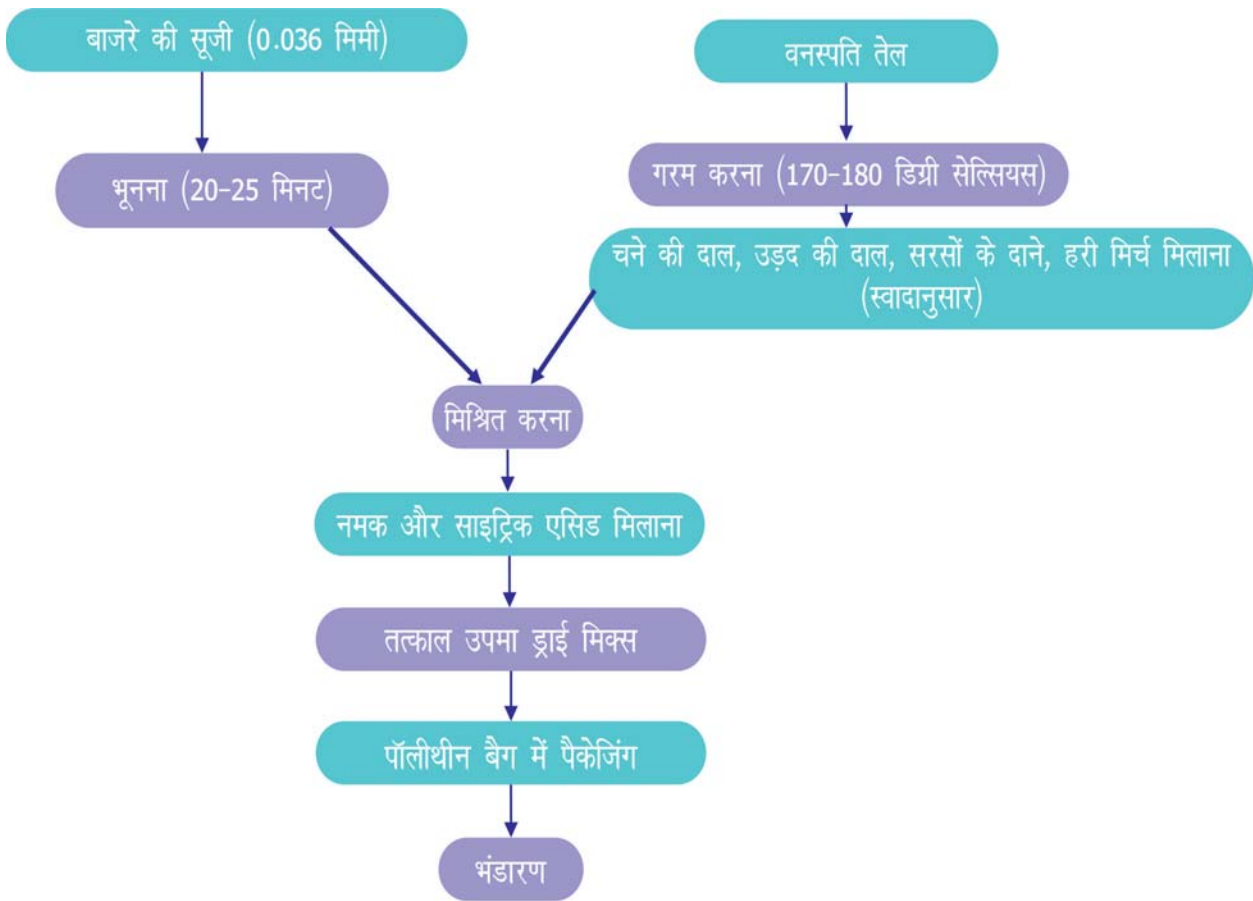 बाजरे की सूजी (0.036 मिमी)
वनस्पति तेल
भूनना (20-25 मिनट)
गरम करना (170-180 डिग्री सेल्सियस)
चने की दाल, उड़द की दाल, सरसों के दाने, हरी मिर्च मिलाना
(स्वादानुसार)
मिश्रित करना
नमक और साइट्रिक एसिड मिलाना
तत्काल उपमा ड्राई मिक्स
पॉलीथीन बैग में पैकेजिंग
भंडारण